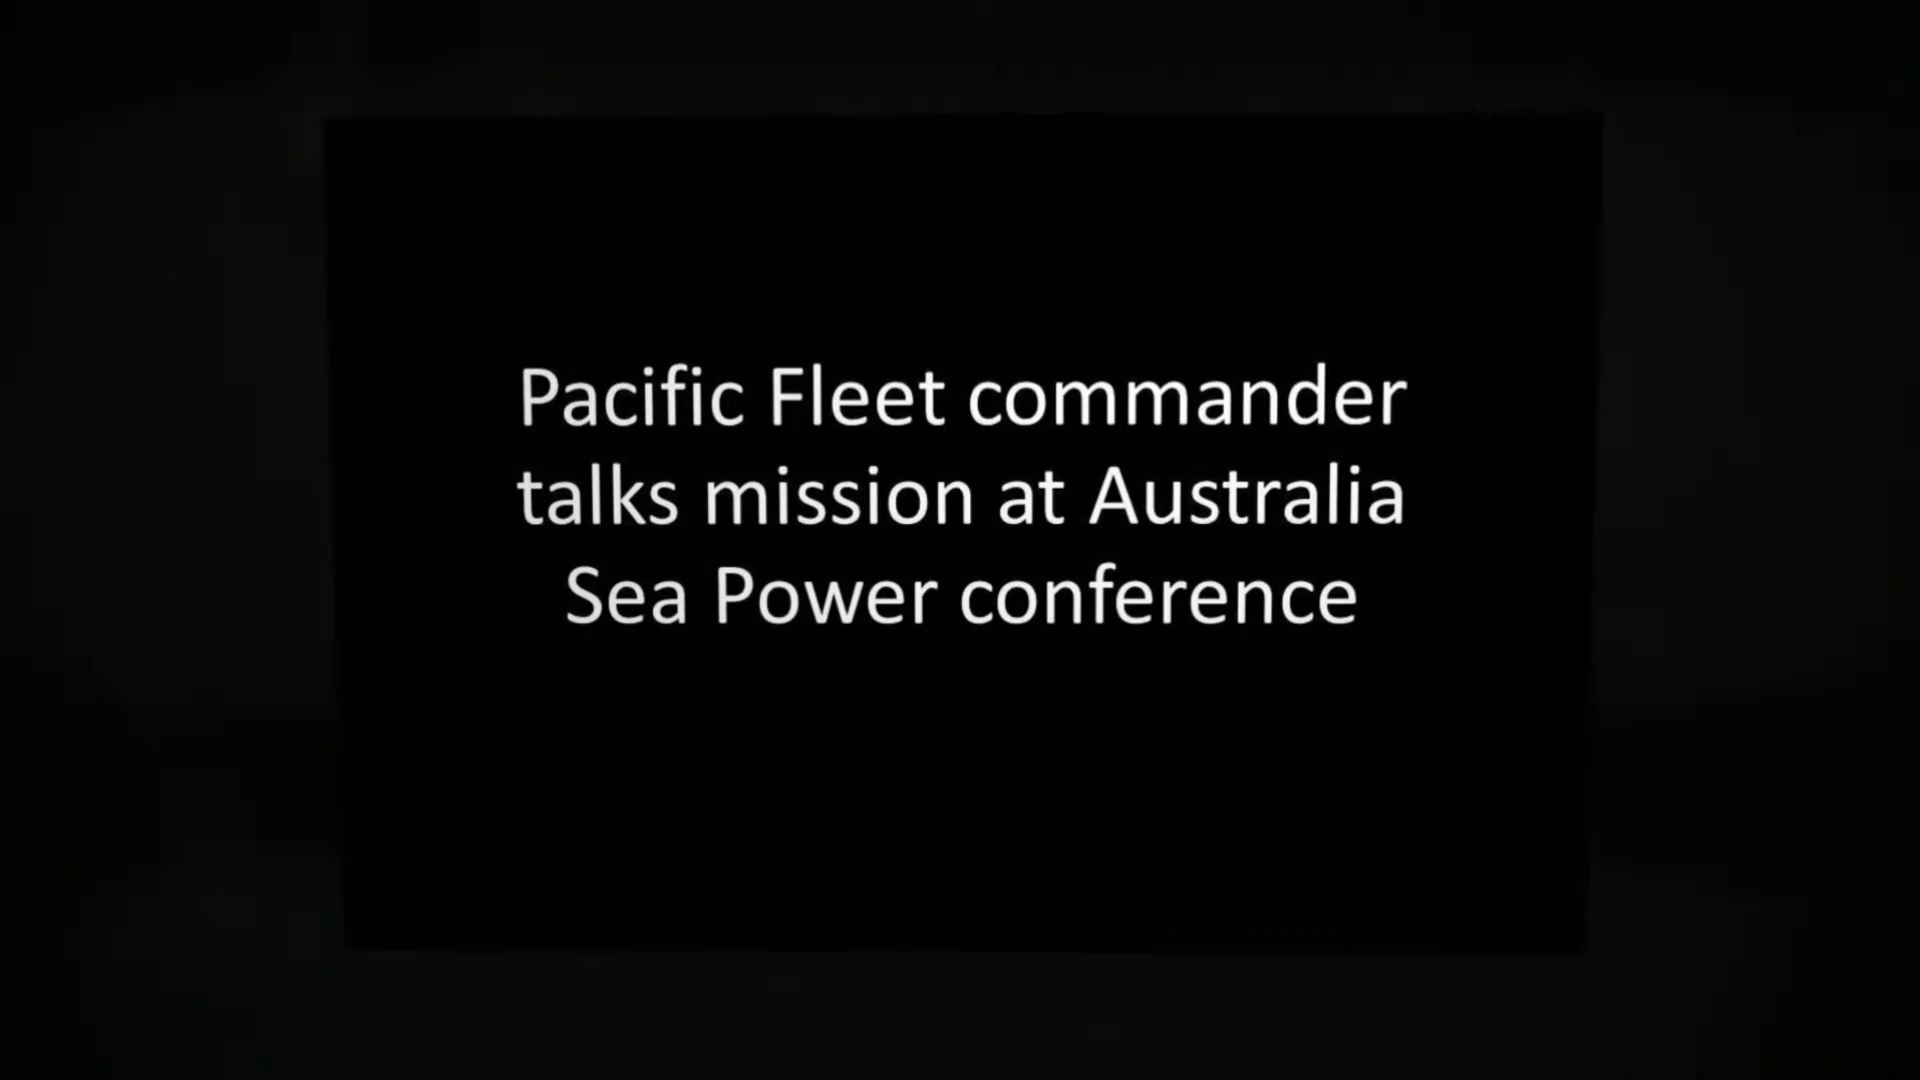 Pacific Fleet commander
talks mission at Australia
Sea Power conference